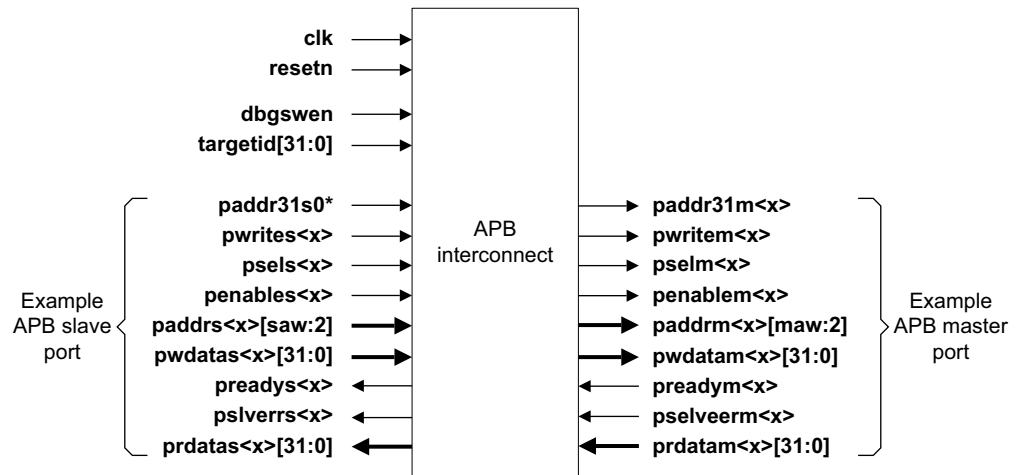 clk
resetn
dbgswen
targetid[31:0]
paddr31s0*
pwrites<x>
psels<x>
penables<x>
paddrs<x>[saw:2]
pwdatas<x>[31:0]
preadys<x>
pslverrs<x>
prdatas<x>[31:0]
Example
APB slave
port
APB
interconnect
paddr31m<x>
pwritem<x>
pselm<x>
penablem<x>
paddrm<x>[maw:2]
pwdatam<x>[31:0]
preadym<x>
pselveerm<x>
prdatam<x>[31:0]
Example
APB master
port